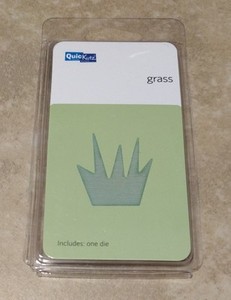 QuicKutz
grass
Includes: one die